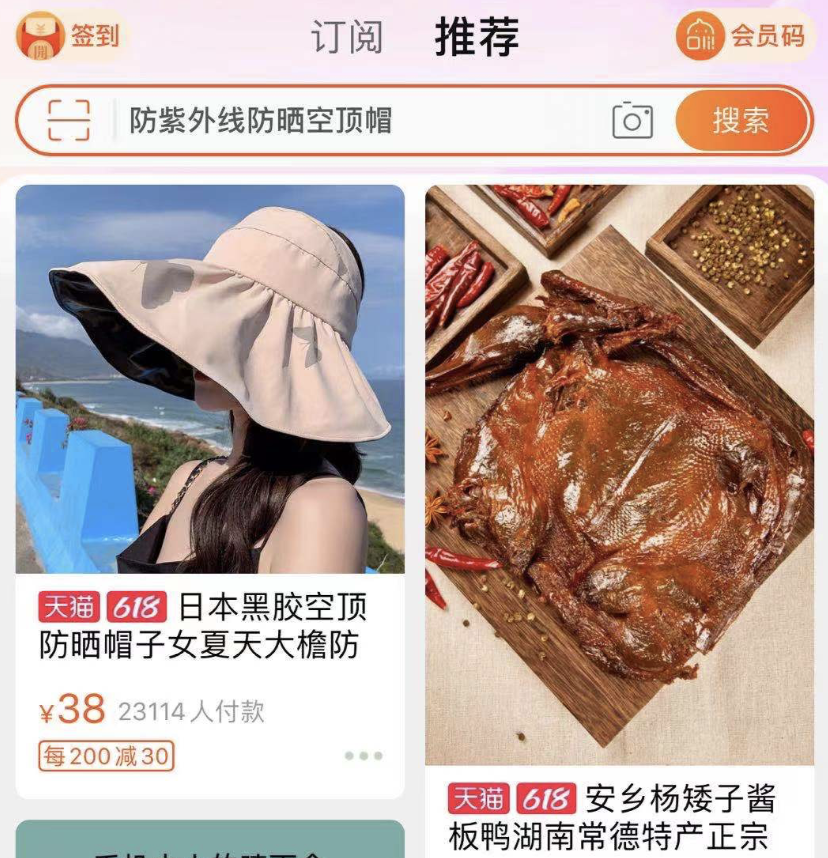 签到
订阅 推荐
会员码
防紫外线防晒空顶帽
搜索
天猫 618 日本黑胶空顶
防晒帽子女夏天大檐防
¥38 23114人付款
每200减30
天猫 618 安乡杨矮子酱
板鸭湖南常德特产正宗